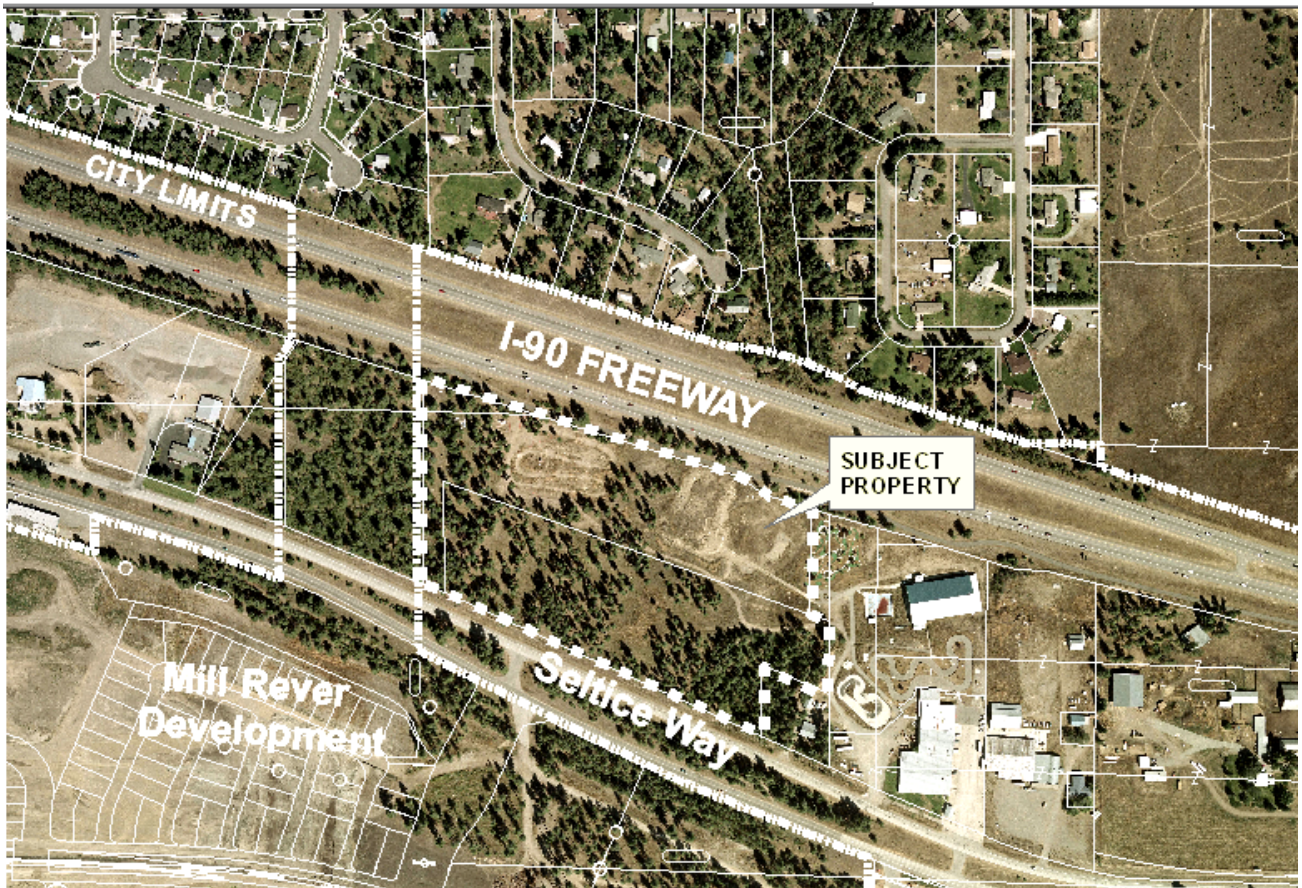 CITY LIMITS
I-90 FREEWAY
SUBJECT
PROPERTY
Seltice Way
Mill Rever
Development